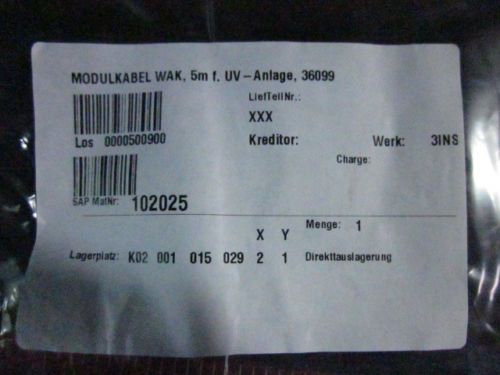 MODULKABEL WAK, 5m f. UV-Anlage, 36099
LiefTeilNr.:
XXX
Los 0000500900
Kreditor: Werk: 3INS
Charge:
SAP MatNr: 102025
Menge: 1
X Y
Lagerplatz: K02 001 015 029 2 1 Direkttauslagerung